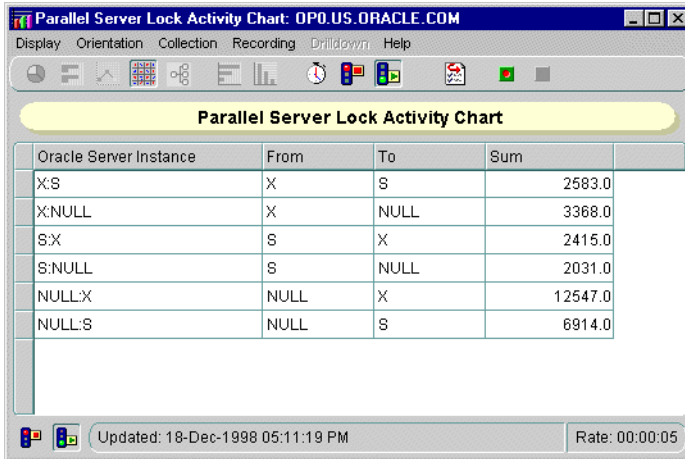 Parallel Server Lock Activity Chart: OP0.US.ORACLE.COM
Display Orientation Collection Recording Drilldown Help
Parallel Server Lock Activity Chart
Oracle Server Instance From To Sum
X:S X S 2583.0
X:NULL X NULL 3368.0
S:X S X 2415.0
S:NULL S NULL 2031.0
NULL:X NULL X 12547.0
NULL:S NULL S 6914.0
Updated: 18-Dec-1998 05:11:19 PM Rate: 00:00:05